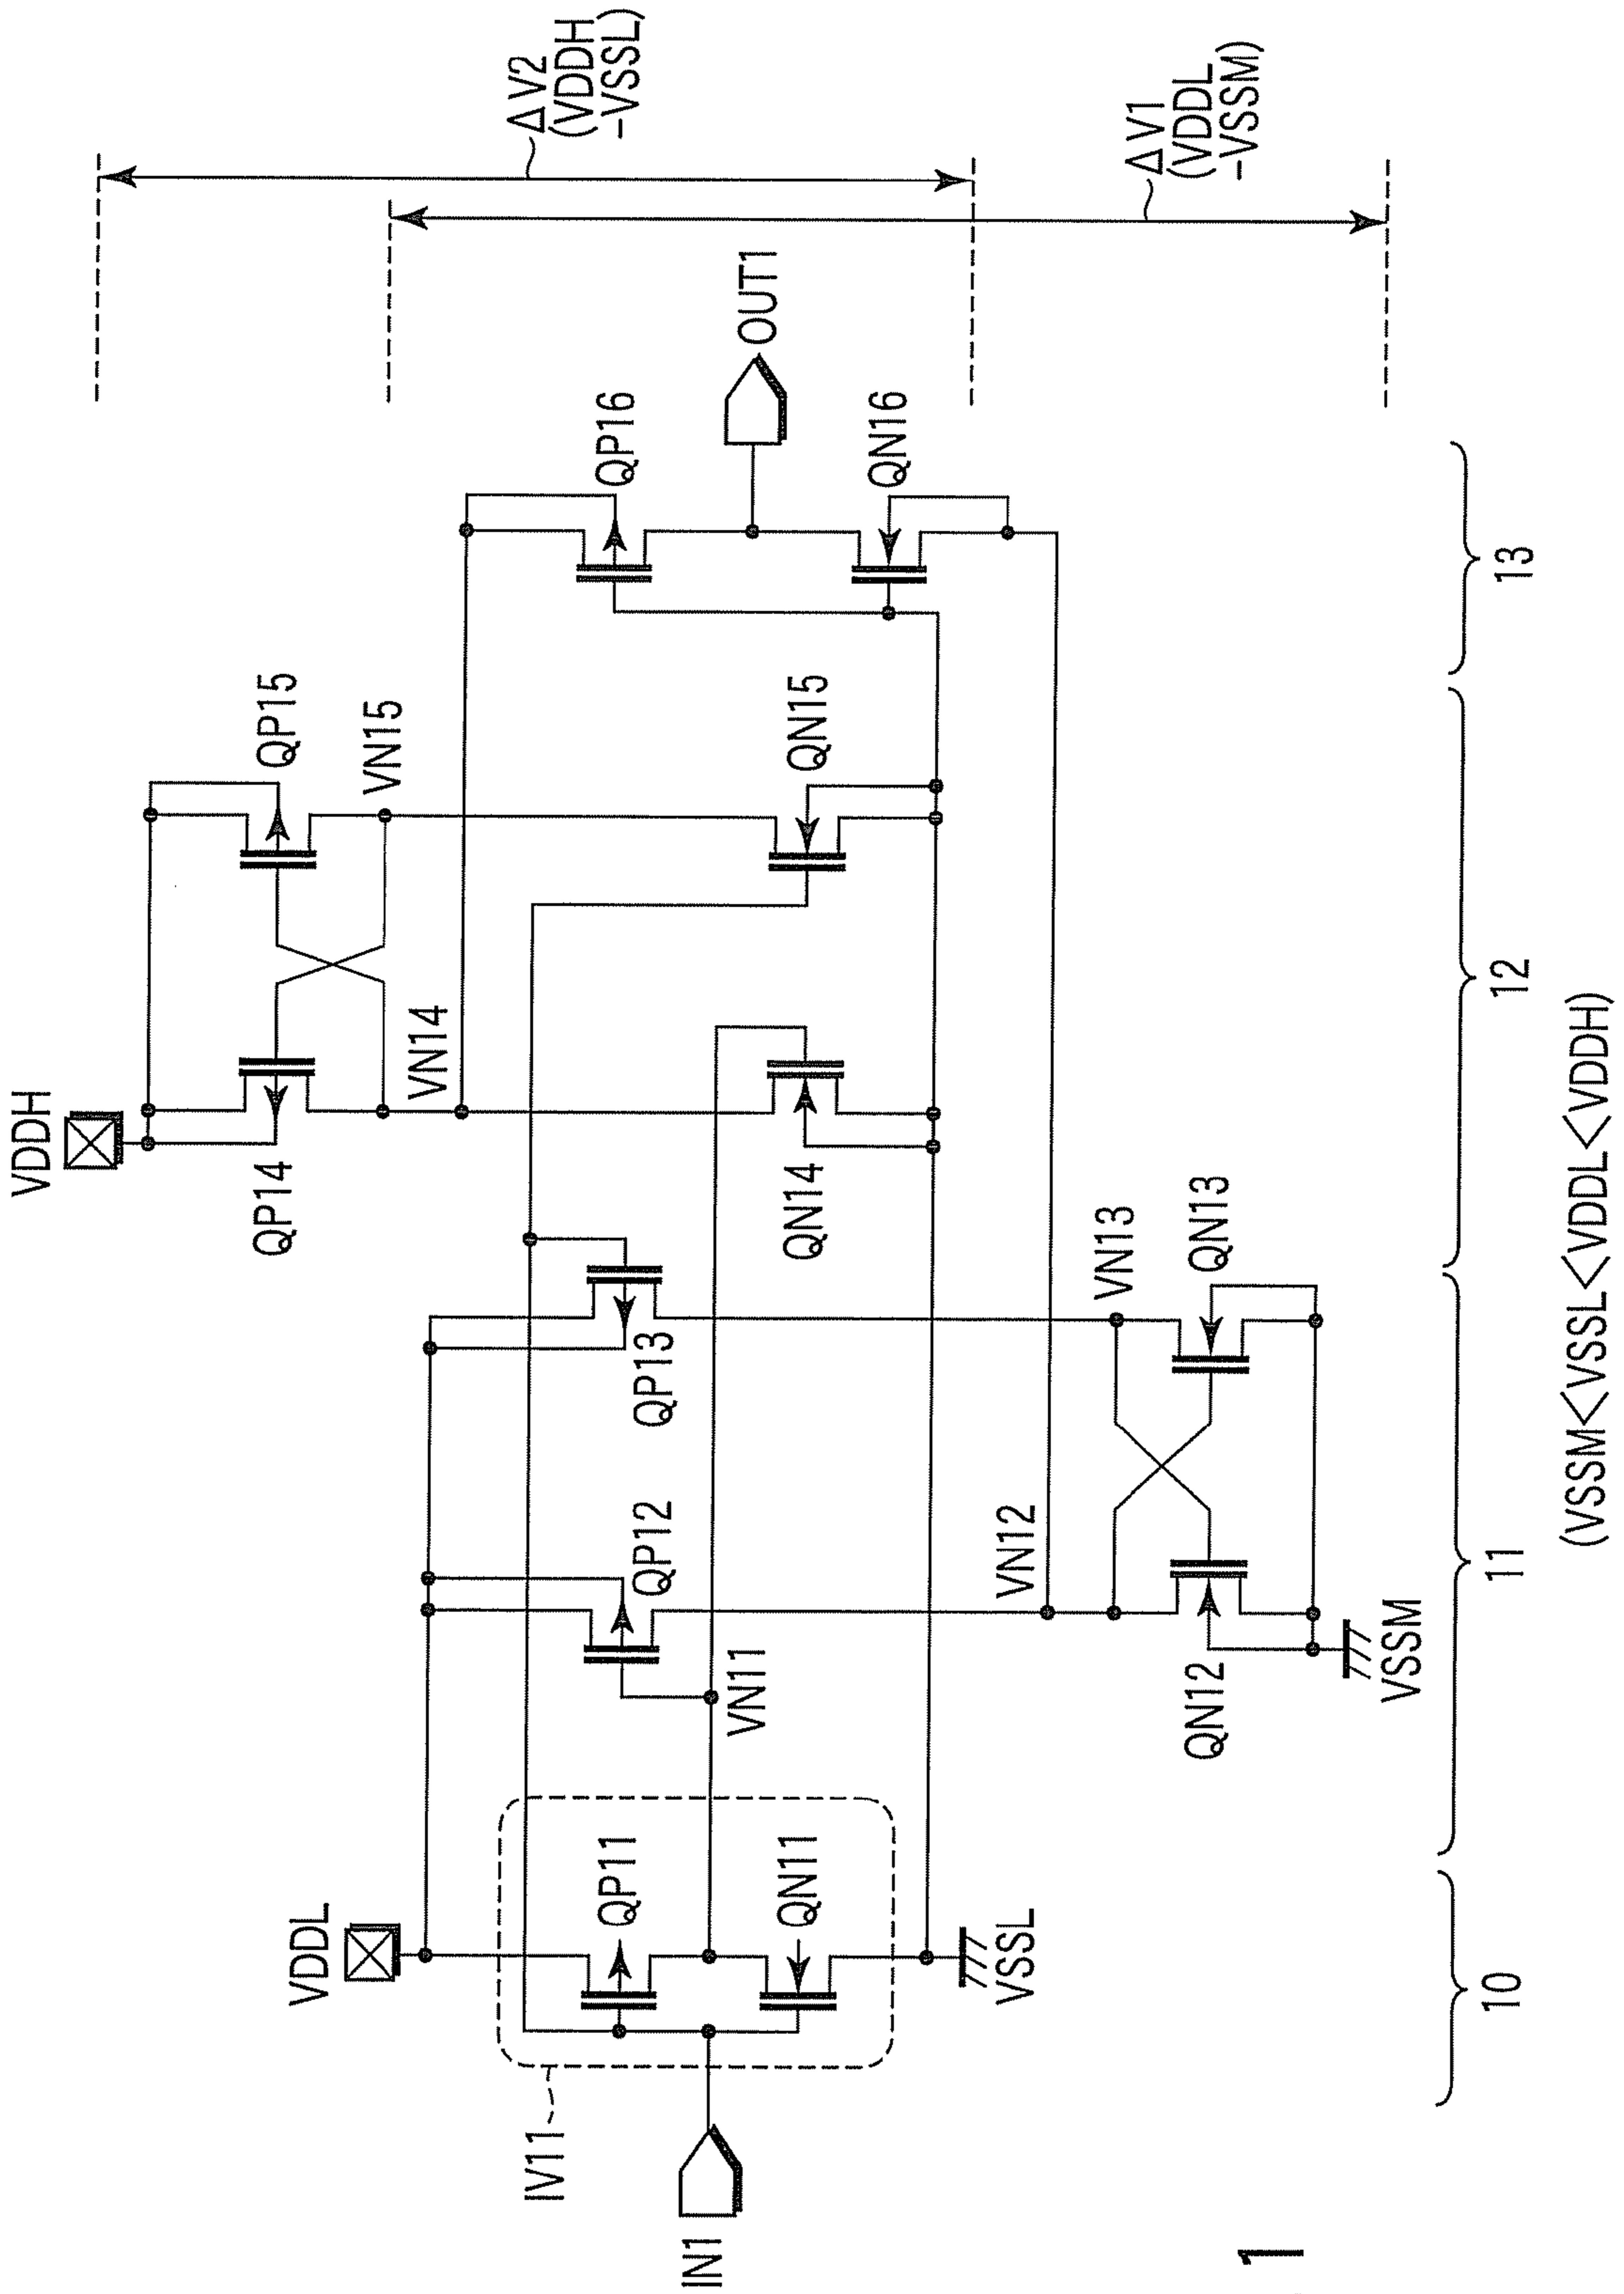 VDDH
QP14
QP15
VN14
VN15
ΔV2
(VDDH
-VSSL)
VDDL
QP12
QP13
QP16
OUT1
IV11
QP11
QN11
VN11
QN14
QN15
QN16
IN1
VSSL
VN12
VN13
QN12
QN13
VSSM
ΔV1
(VDDL
-VSSM)
10
11
12
13
(VSSM<VSSL<VDDL<VDDH)
1